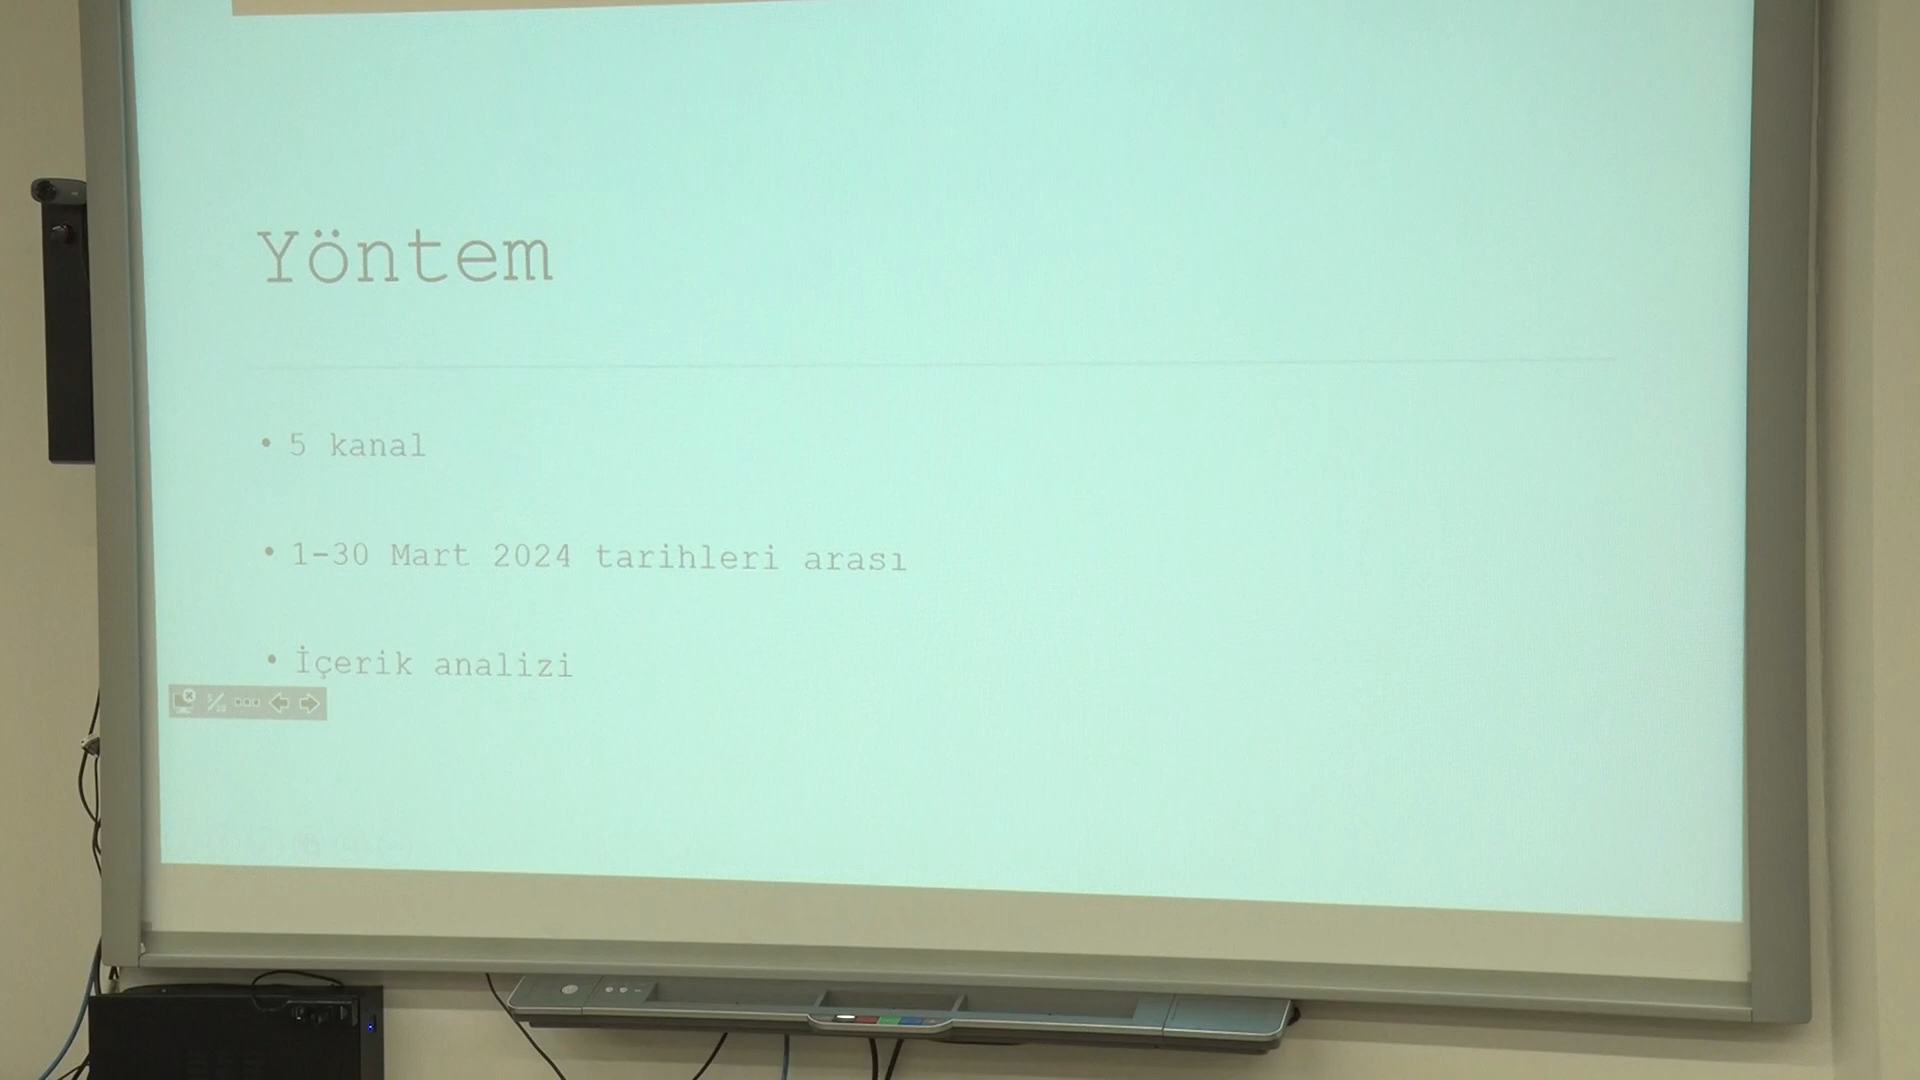 Yöntem
• 5 kanal
• 1-30 Mart 2024 tarihleri arası
• İçerik analizi